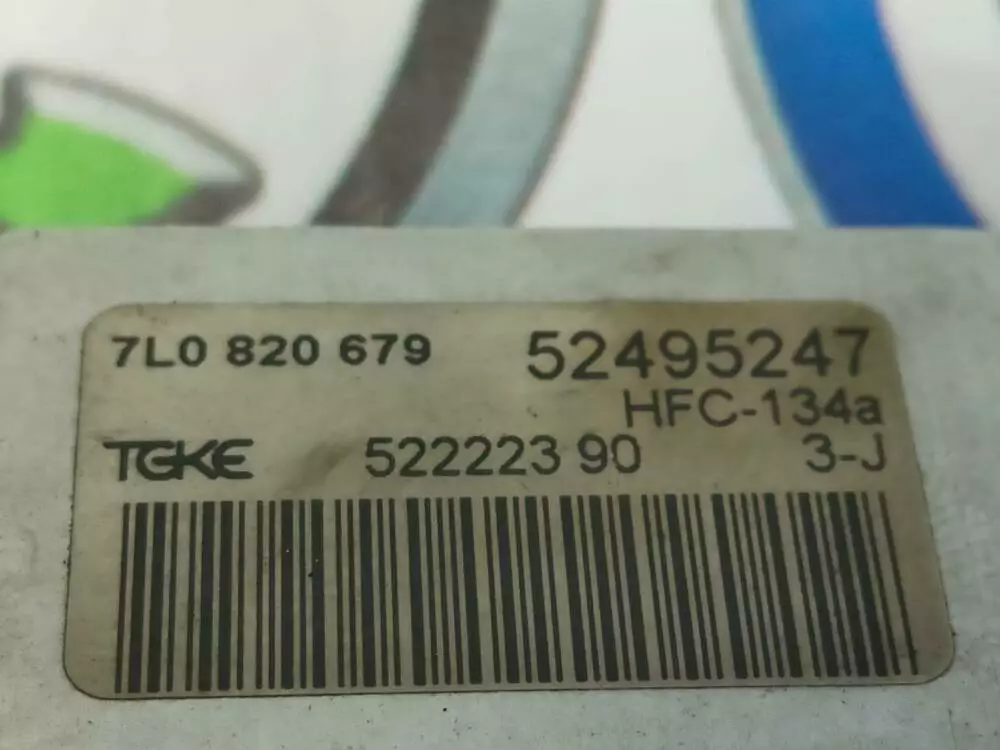 7L0 820 679
52495247
HFC-134a
TGKE 522223 90 3-J